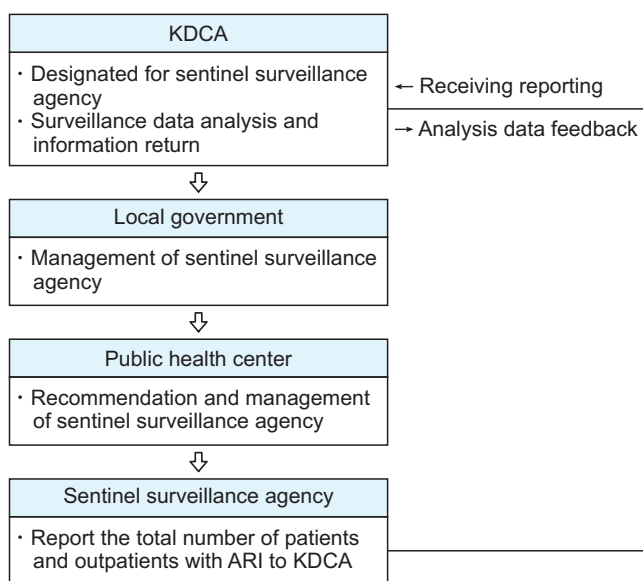 KDCA
· Designated for sentinel surveillance
agency
· Surveillance data analysis and
information return
← Receiving reporting
→ Analysis data feedback
Local government
· Management of sentinel surveillance
agency
Public health center
· Recommendation and management
of sentinel surveillance agency
Sentinel surveillance agency
· Report the total number of patients
and outpatients with ARI to KDCA